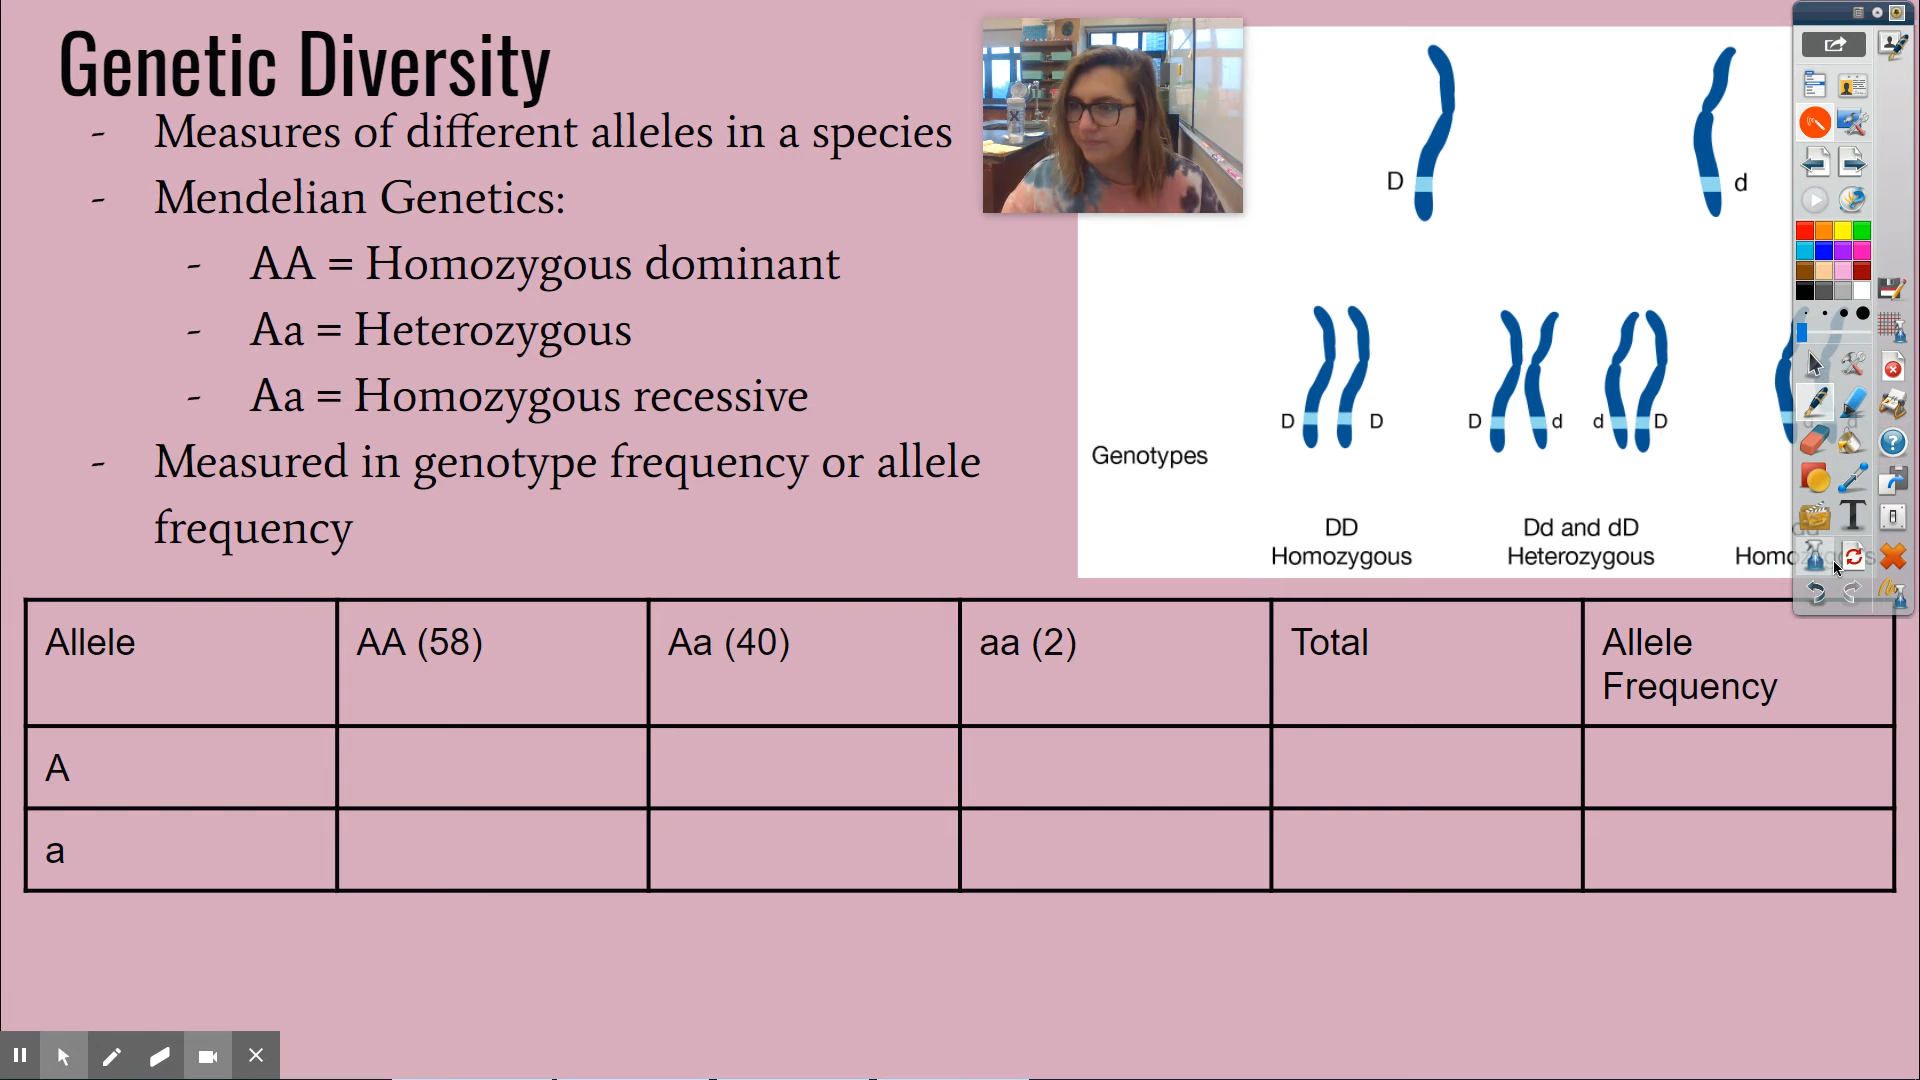 Genetic Diversity
- Measures of different alleles in a species
- Mendelian Genetics:
- AA = Homozygous dominant
- Aa = Heterozygous
- Aa = Homozygous recessive
- Measured in genotype frequency or allele
frequency
D d
D D D d d D d d
Genotypes
DD Dd and dD dd
Homozygous Heterozygous Homozygous
Allele AA (58) Aa (40) aa (2) Total Allele
Frequency
A
a